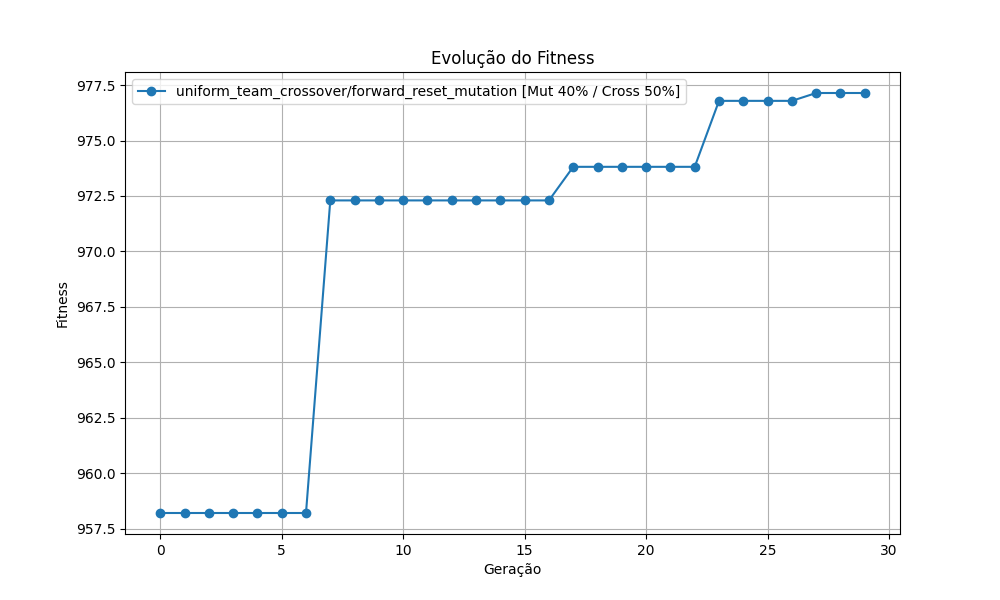 Evolução do Fitness
uniform_team_crossover/forward_reset_mutation [Mut 40% / Cross 50%]
977.5
975.0
972.5
970.0
967.5
965.0
962.5
960.0
957.5
Fitness
0 5 10 15 20 25 30
Geração